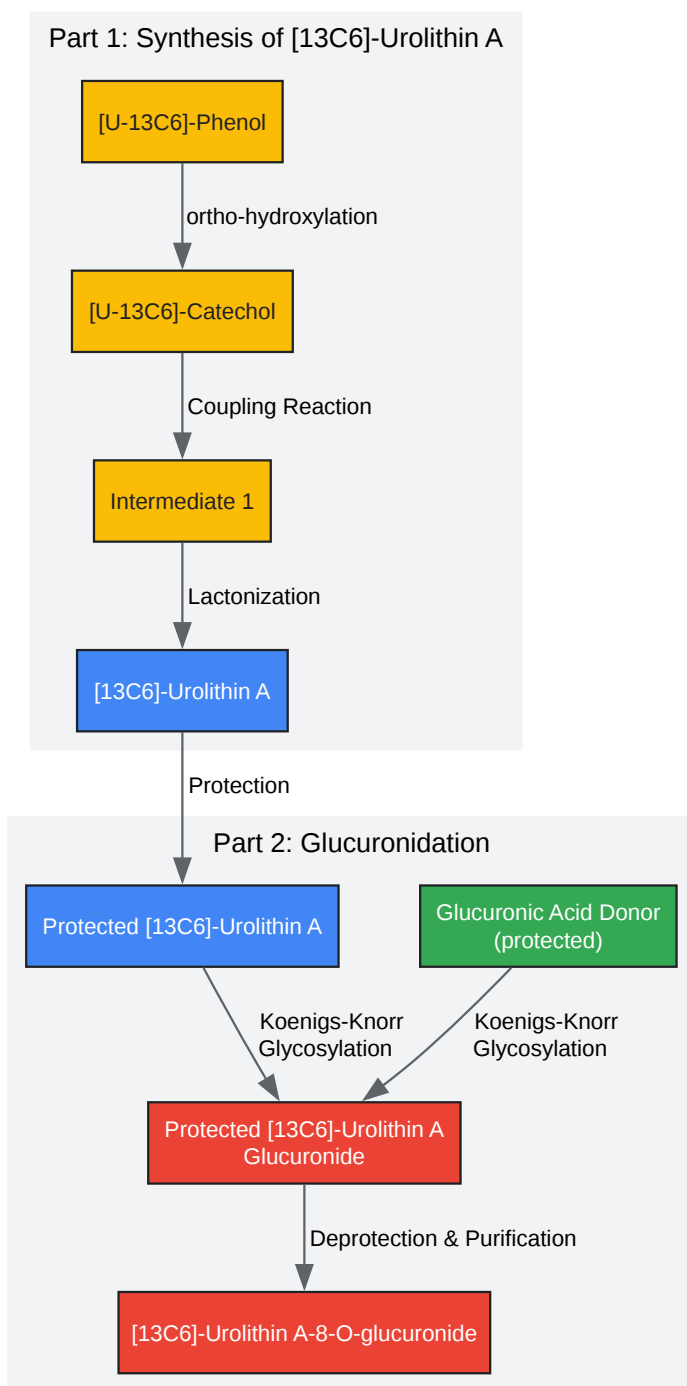 Part 1: Synthesis of [13C6]-Urolithin A
[U-13C6]-Phenol
ortho-hydroxylation
[U-13C6]-Catechol
Coupling Reaction
Intermediate 1
Lactonization
[13C6]-Urolithin A
Protection
Part 2: Glucuronidation
Protected [13C6]-Urolithin A
Glucuronic Acid Donor
(protected)
Koenigs-Knorr
Glycosylation
Koenigs-Knorr
Glycosylation
Protected [13C6]-Urolithin A
Glucuronide
Deprotection & Purification
[13C6]-Urolithin A-8-O-glucuronide